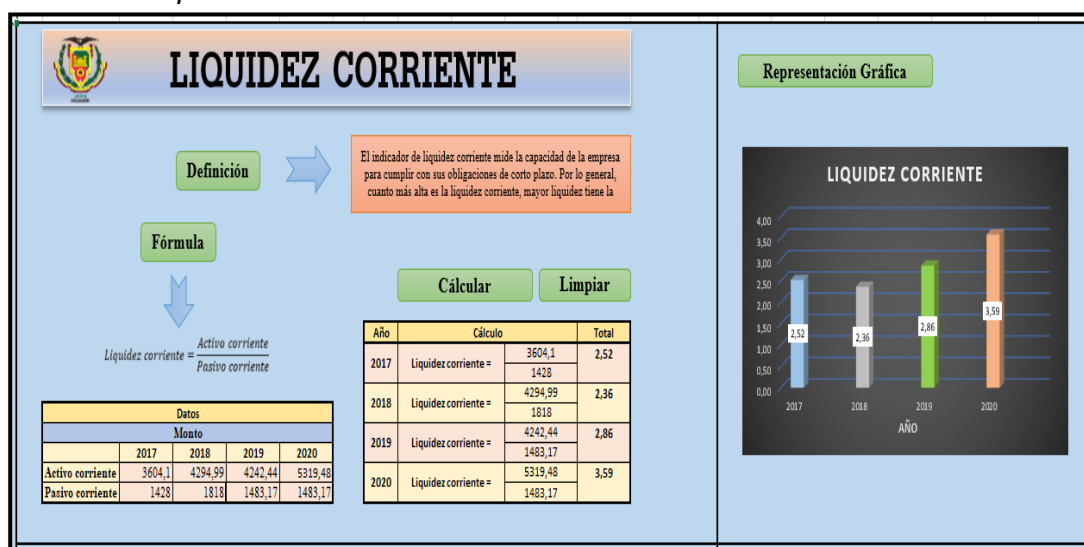 LIQUIDEZ CORRIENTE
Definición
El indicador de liquidez corriente mide la capacidad de la empresa
para cumplir con sus obligaciones de corto plazo. Por lo general,
cuanto más alta es la liquidez corriente, mayor liquidez tiene la
Fórmula
Liquidez corriente = Activo corriente
Pasivo corriente
Datos
Monto
2017 2018 2019 2020
Activo corriente 3604,1 4294,99 4242,44 5319,48
Pasivo corriente 1428 1818 1483,17 1483,17
Cálcular Limpiar
Año Cálculo Total
2017 Liquidez corriente = 3604,1 2,52
1428
2018 Liquidez corriente = 4294,99 2,36
1818
2019 Liquidez corriente = 4242,44 2,86
1483,17
2020 Liquidez corriente = 5319,48 3,59
1483,17
Representación Gráfica
LIQUIDEZ CORRIENTE
4,00
3,50
3,00
2,50
2,00
1,50
1,00
0,50
0,00
2,52 2,36 2,86 3,59
2017 2018 2019 2020
AÑO